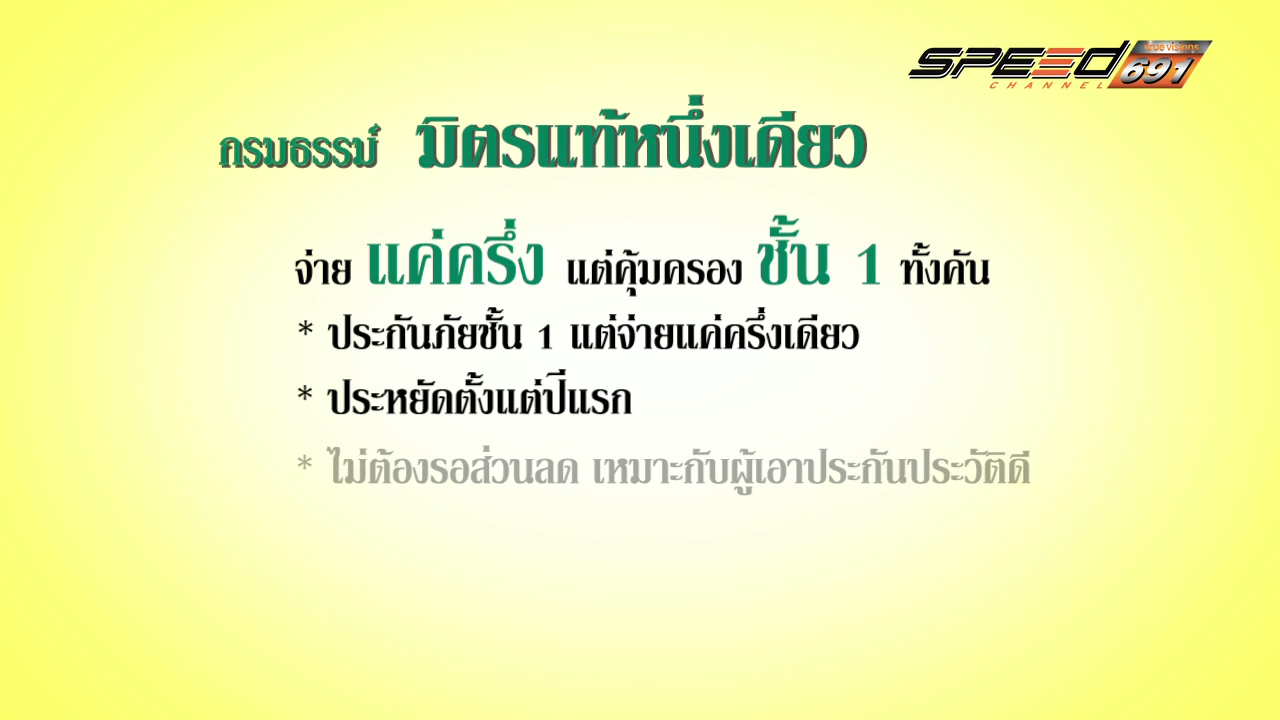 SPEED
true visions
691
CHANNEL
กรมธรรม์ มิตรแท้หนึ่งเดียว
จ่าย แค่ครึ่ง แต่คุ้มครอง ชั้น 1 ทั้งคัน
* ประกันภัยชั้น 1 แต่จ่ายแค่ครึ่งเดียว
* ประหยัดตั้งแต่ปีแรก
* ไม่ต้องรอส่วนลด เหมาะกับผู้เอาประกันประวัติดี